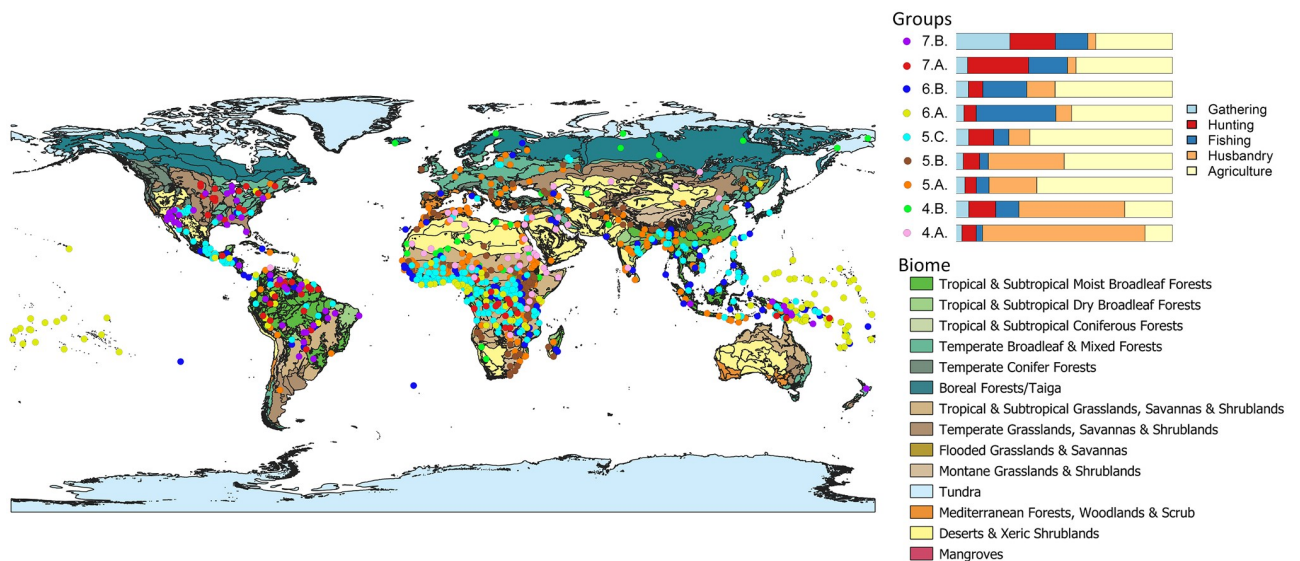 Groups
7.B.
7.A.
6.B.
6.A.
5.C.
5.B.
5.A.
4.B.
4.A.
Gathering
Hunting
Fishing
Husbandry
Agriculture
Biome
Tropical & Subtropical Moist Broadleaf Forests
Tropical & Subtropical Dry Broadleaf Forests
Tropical & Subtropical Coniferous Forests
Temperate Broadleaf & Mixed Forests
Temperate Conifer Forests
Boreal Forests/Taiga
Tropical & Subtropical Grasslands, Savannas & Shrublands
Temperate Grasslands, Savannas & Shrublands
Flooded Grasslands & Savannas
Montane Grasslands & Shrublands
Tundra
Mediterranean Forests, Woodlands & Scrub
Deserts & Xeric Shrublands
Mangroves